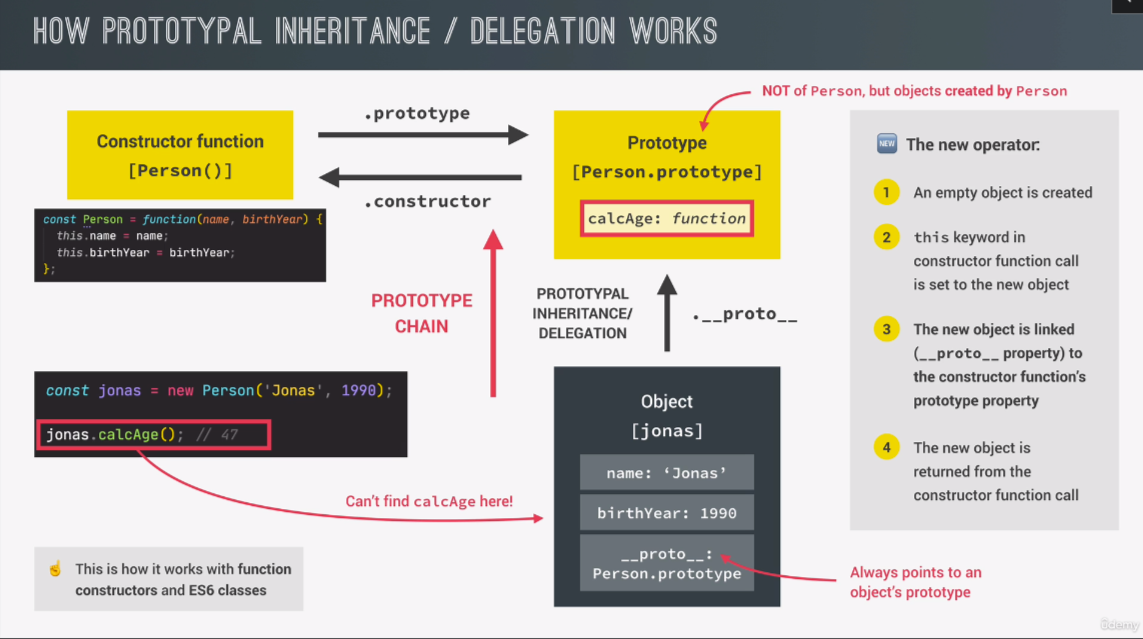 HOW PROTOTYPAL INHERITANCE / DELEGATION WORKS
NOT of Person, but objects created by Person
Constructor function
[Person()]
.prototype
.constructor
Prototype
[Person.prototype]
calcAge: function
const Person = function(name, birthYear) {
this.name = name;
this.birthYear = birthYear;
};
PROTOTYPE
CHAIN
PROTOTYPAL
INHERITANCE/
DELEGATION
.__proto__
const jonas = new Person('Jonas', 1990);
jonas.calcAge(); // 47
Can't find calcAge here!
Object
[jonas]
name: ‘Jonas’
birthYear: 1990
__proto__:
Person.prototype
Always points to an
object's prototype
☝ This is how it works with function
constructors and ES6 classes
NEW The new operator:
1 An empty object is created
2 this keyword in
constructor function call
is set to the new object
3 The new object is linked
(__proto__ property) to
the constructor function's
prototype property
4 The new object is
returned from the
constructor function call
ûdemy